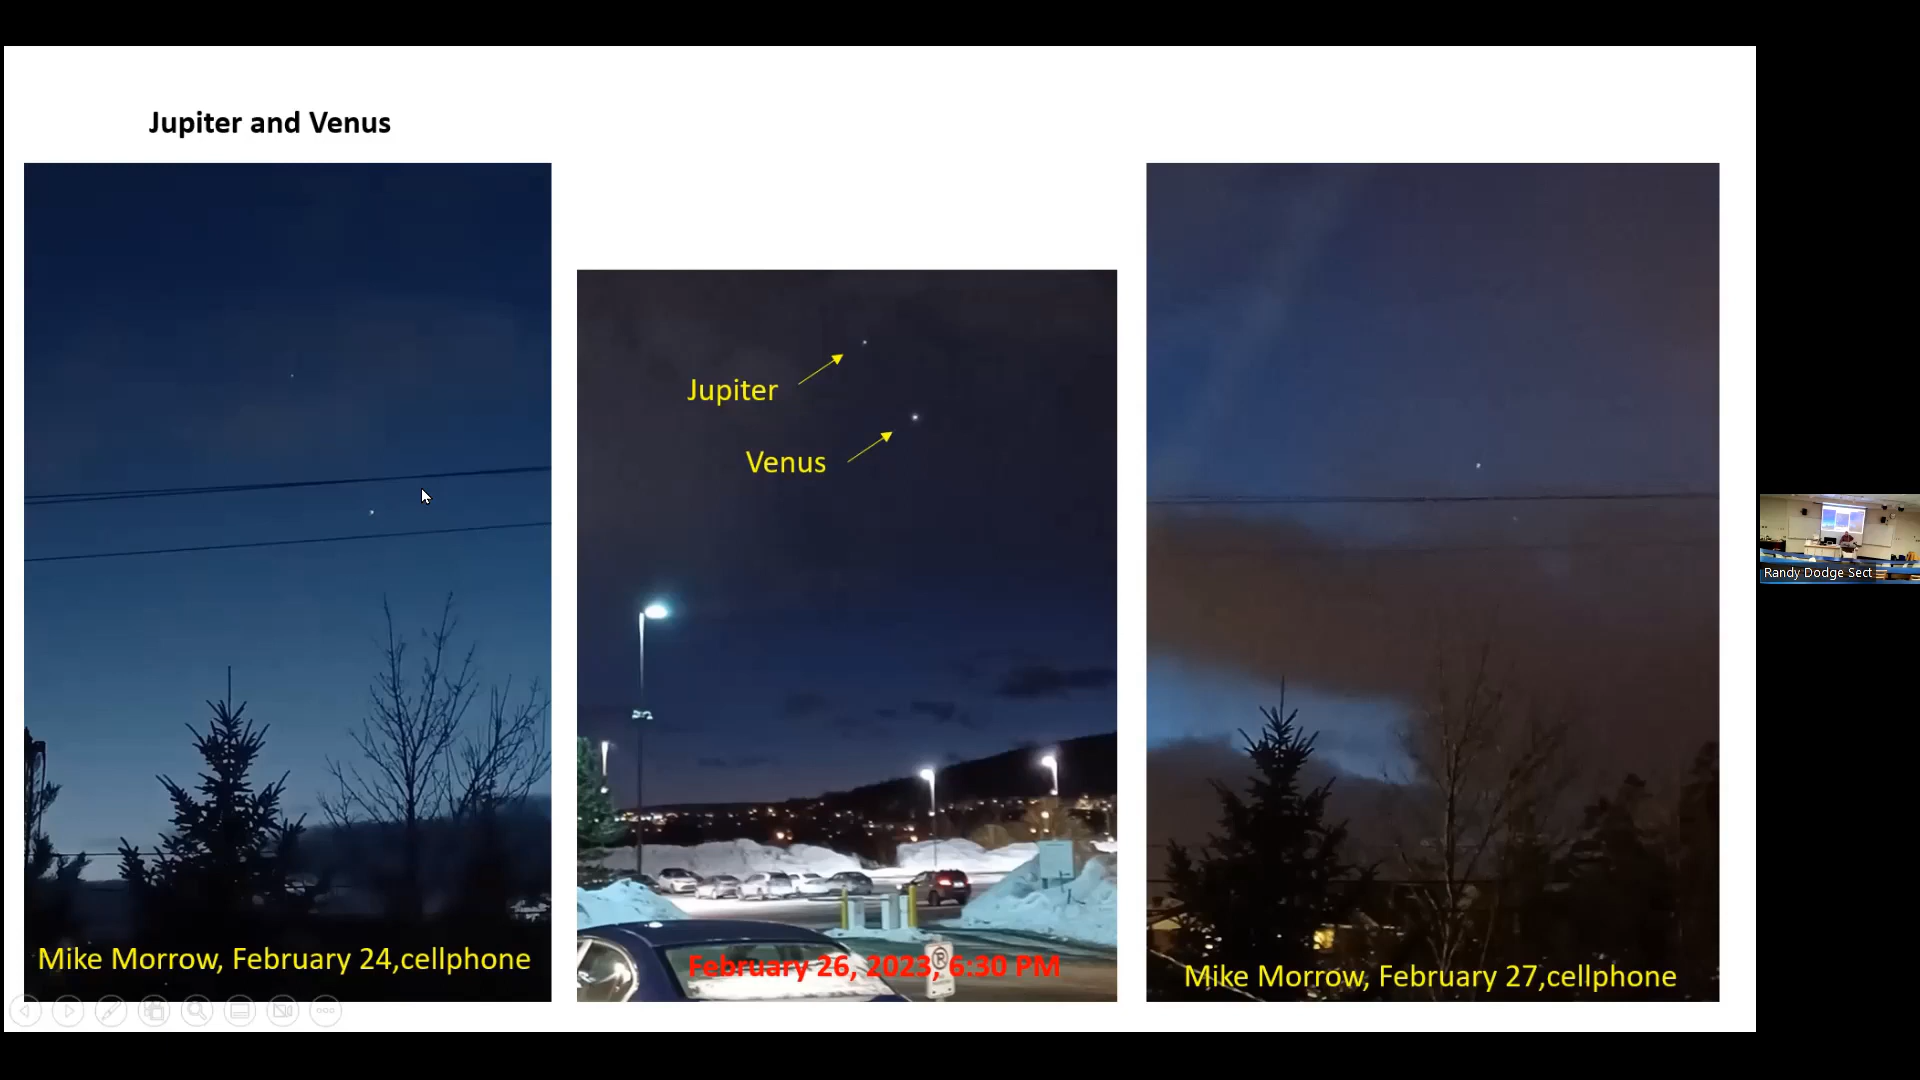 Jupiter and Venus
Jupiter
Venus
Mike Morrow, February 24,cellphone
February 26, 2023, 6:30 PM
Mike Morrow, February 27,cellphone
Randy Dodge Sect